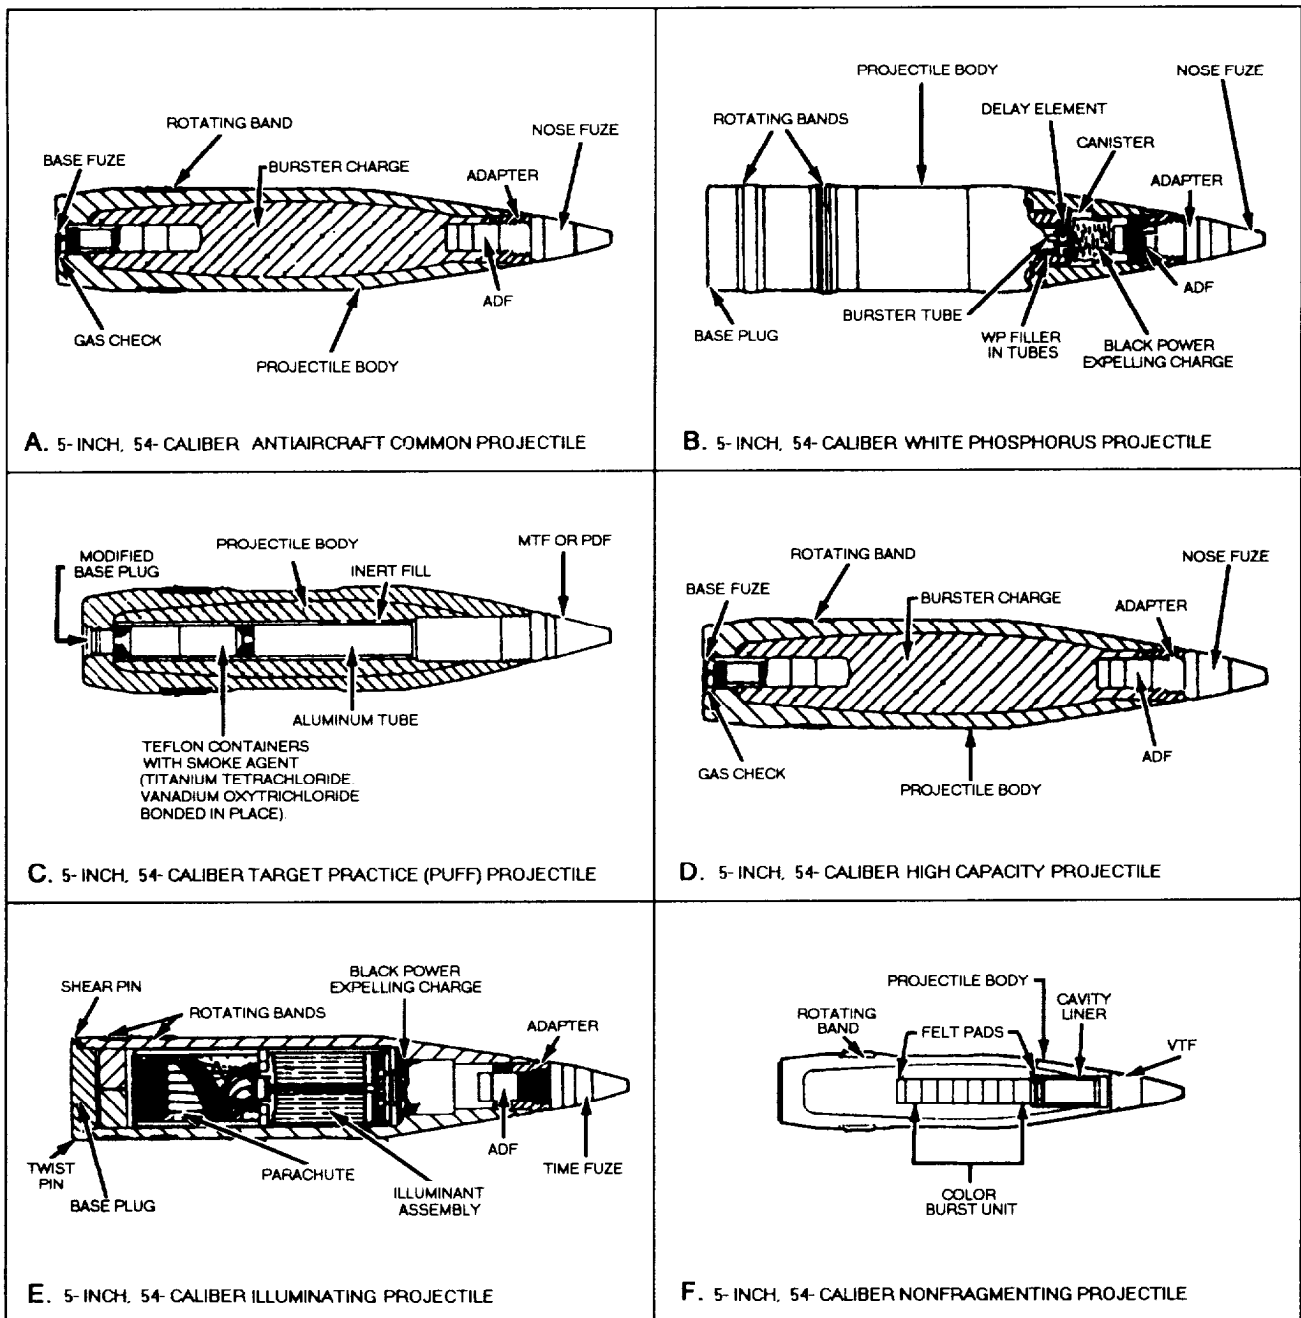 ROTATING BAND
NOSE FUZE
BASE FUZE
BURSTER CHARGE
ADAPTER
ADF
GAS CHECK
PROJECTILE BODY
A. 5- INCH, 54- CALIBER ANTIAIRCRAFT COMMON PROJECTILE
PROJECTILE BODY
NOSE FUZE
ROTATING BANDS
DELAY ELEMENT
CANISTER
ADAPTER
ADF
BURSTER TUBE
BASE PLUG
WP FILLER
IN TUBES
BLACK POWER
EXPELLING CHARGE
B. 5- INCH, 54- CALIBER WHITE PHOSPHORUS PROJECTILE
MODIFIED
BASE PLUG
PROJECTILE BODY
INERT FILL
MTF OR PDF
ALUMINUM TUBE
TEFLON CONTAINERS
WITH SMOKE AGENT
(TITANIUM TETRACHLORIDE
VANADIUM OXYTRICHLORIDE
BONDED IN PLACE).
C. 5- INCH, 54- CALIBER TARGET PRACTICE (PUFF) PROJECTILE
ROTATING BAND
NOSE FUZE
BASE FUZE
BURSTER CHARGE
ADAPTER
ADF
GAS CHECK
PROJECTILE BODY
D. 5- INCH, 54- CALIBER HIGH CAPACITY PROJECTILE
SHEAR PIN
ROTATING BANDS
BLACK POWER
EXPELLING CHARGE
ADAPTER
TWIST
PIN
BASE PLUG
PARACHUTE
ILLUMINANT
ASSEMBLY
ADF
TIME FUZE
E. 5- INCH, 54- CALIBER ILLUMINATING PROJECTILE
PROJECTILE BODY
ROTATING
BAND
FELT PADS
CAVITY
LINER
VTF
COLOR
BURST UNIT
F. 5- INCH, 54- CALIBER NONFRAGMENTING PROJECTILE